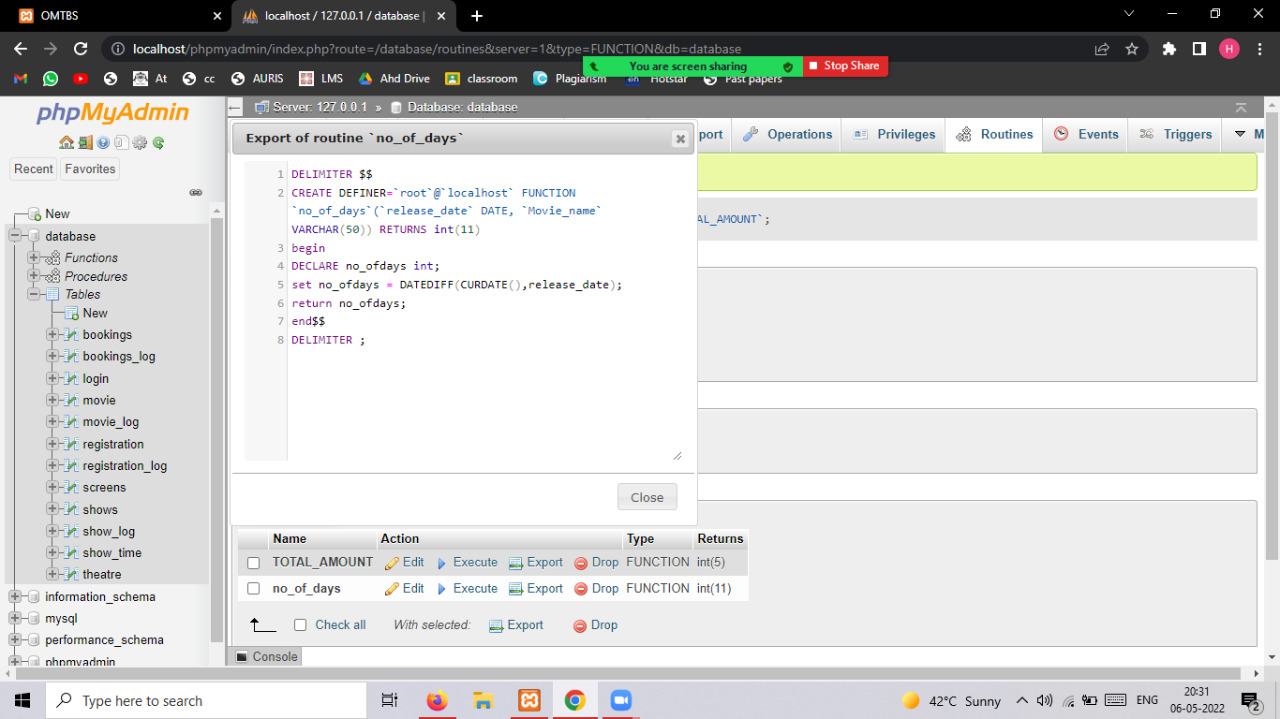 OMTBS
localhost / 127.0.0.1 / database |
localhost/phpmyadmin/index.php?route=/database/routines&server=1&type=FUNCTION&db=database
H
At
cc
AURIS
LMS
Ahd Drive
classroom
Plagiarism
Hotstar
Past papers
You are screen sharing
Stop Share
phpMyAdmin
Recent
Favorites
New
database
Functions
Procedures
Tables
New
bookings
bookings_log
login
movie
movie_log
registration
registration_log
screens
shows
show_log
show_time
theatre
information_schema
mysql
performance_schema
phpmyadmin
Server: 127.0.0.1 » Database: database
port
Operations
Privileges
Routines
Events
Triggers
M
AL_AMOUNT`;
Export of routine `no_of_days`
1 DELIMITER $$
2 CREATE DEFINER=`root`@`localhost` FUNCTION
`no_of_days`(`release_date` DATE, `Movie_name`
VARCHAR(50)) RETURNS int(11)
3 begin
4 DECLARE no_ofdays int;
5 set no_ofdays = DATEDIFF(CURDATE(),release_date);
6 return no_ofdays;
7 end$$
8 DELIMITER ;
Close
Name Action Type Returns
TOTAL_AMOUNT Edit Execute Export Drop FUNCTION int(5)
no_of_days Edit Execute Export Drop FUNCTION int(11)
Check all With selected: Export Drop
Console
Type here to search
42°C Sunny
ENG
20:31
06-05-2022
2